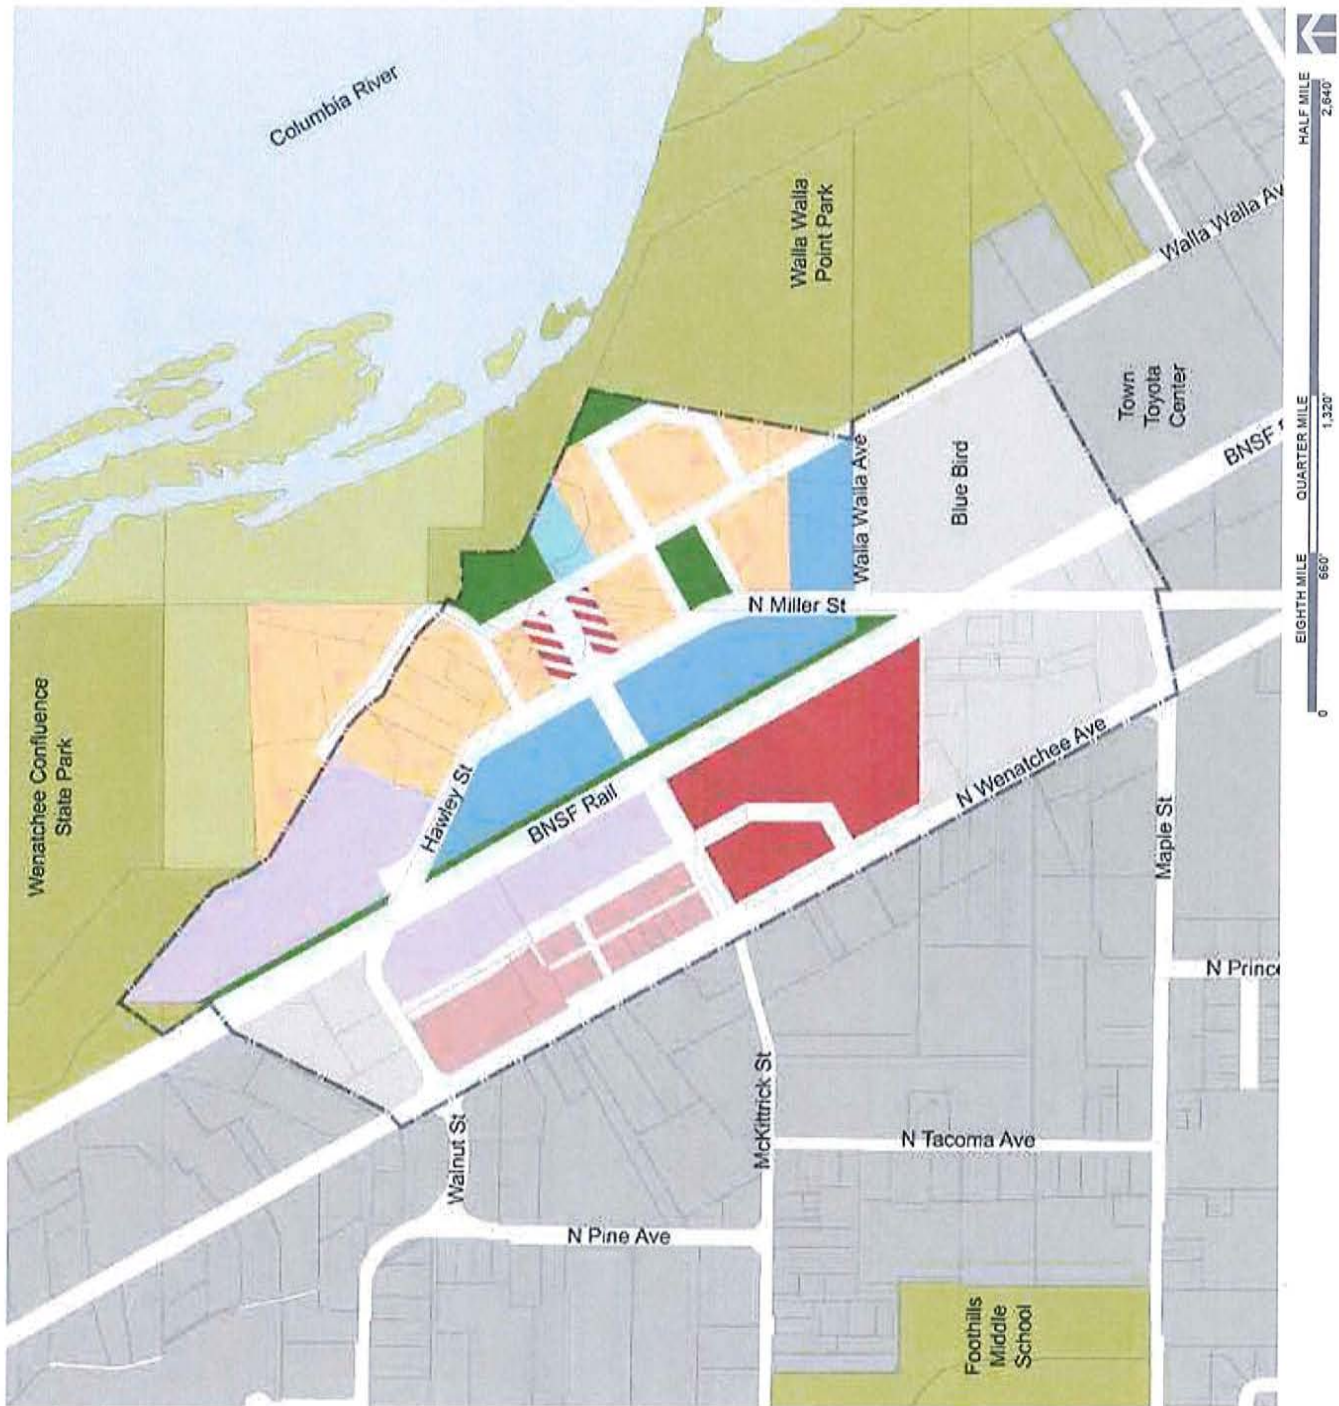 Columbia River
Walla Walla
Point Park
Walla Walla Av
Wenatchee Confluence
State Park
Town
Toyota
Center
BNSF
Blue Bird
Walla Walla Ave
N Miller St
Hawley St
BNSF Rail
N Wenatchee Ave
Maple St
N Princ
McKittrick St
N Tacoma Ave
Walnut St
N Pine Ave
Foothills
Middle
School
EIGHTH MILE QUARTER MILE HALF MILE
0 660' 1,320' 2,640'